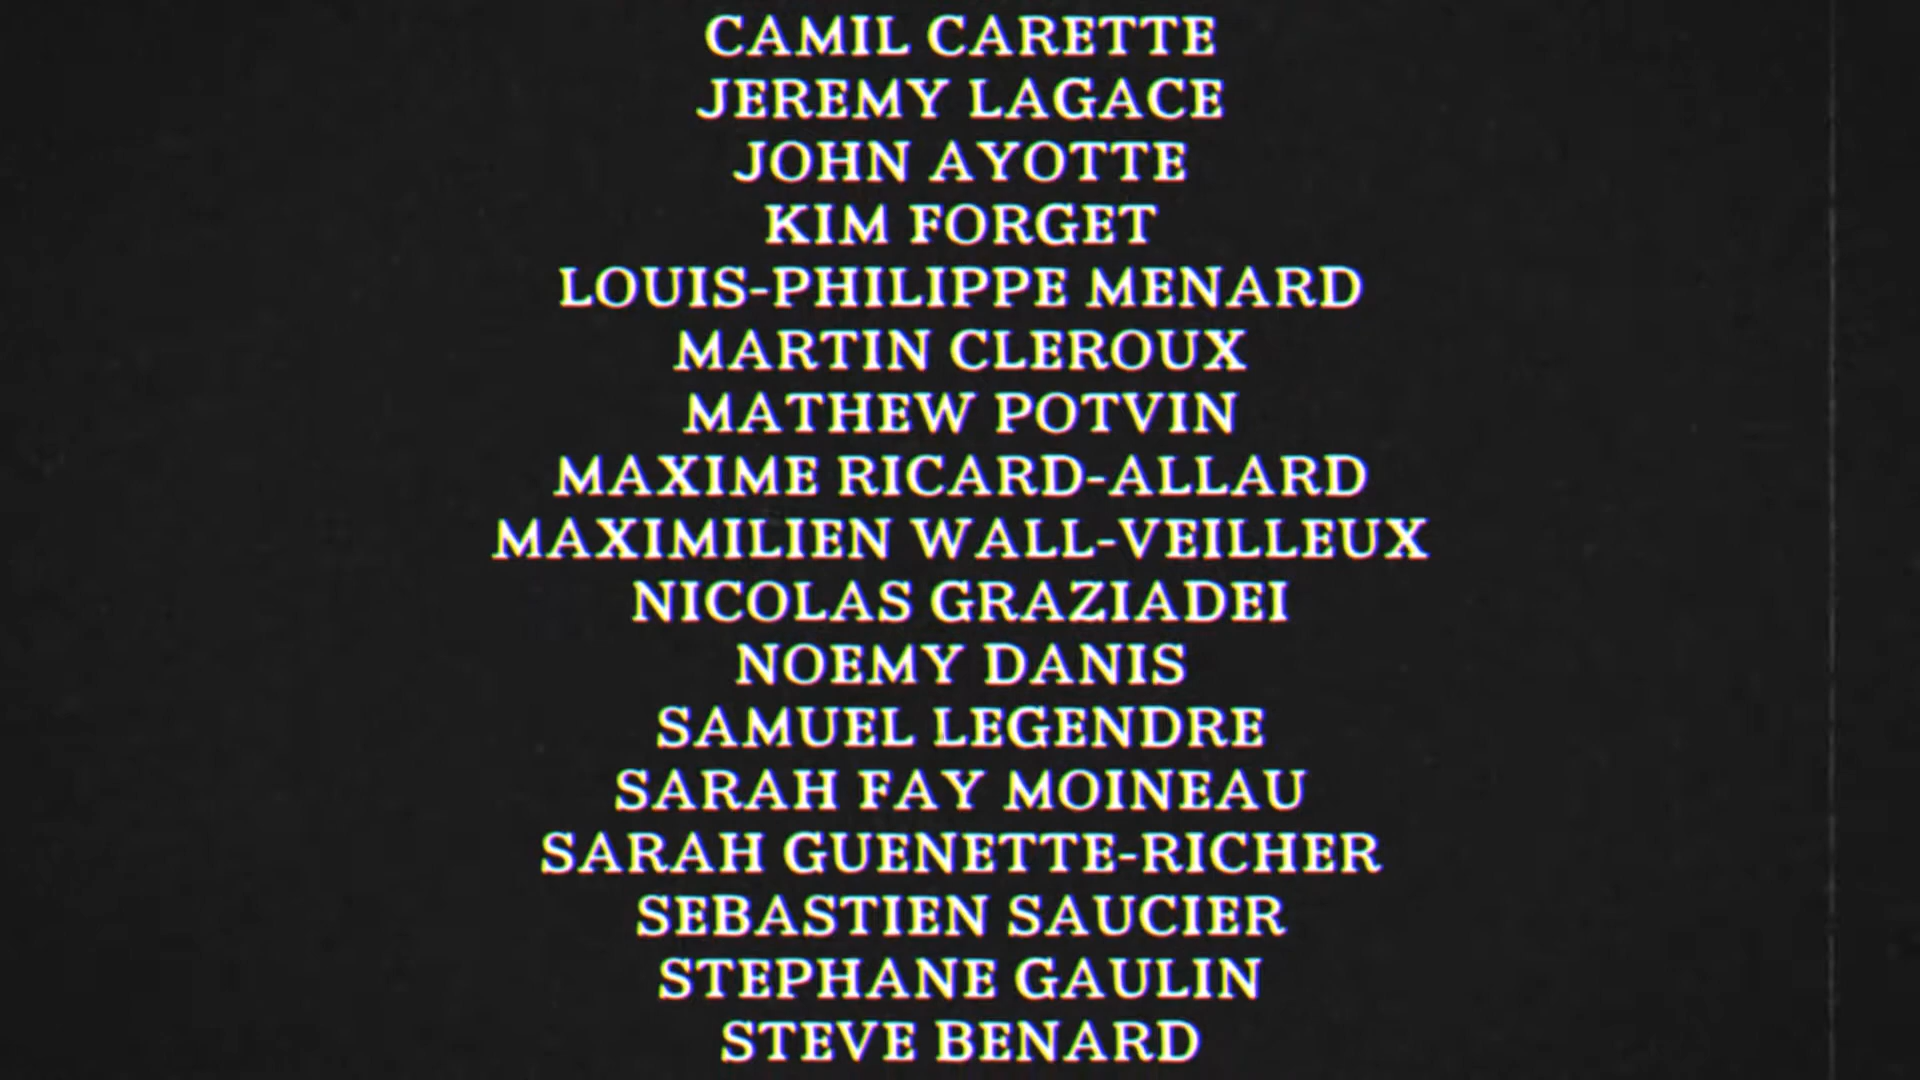 CAMIL CARETTE
JEREMY LAGACE
JOHN AYOTTE
KIM FORGET
LOUIS-PHILIPPE MENARD
MARTIN CLEROUX
MATHEW POTVIN
MAXIME RICARD-ALLARD
MAXIMILIEN WALL-VEILLEUX
NICOLAS GRAZIADEI
NOEMY DANIS
SAMUEL LEGENDRE
SARAH FAY MOINEAU
SARAH GUENETTE-RICHER
SEBASTIEN SAUCIER
STEPHANE GAULIN
STEVE BENARD